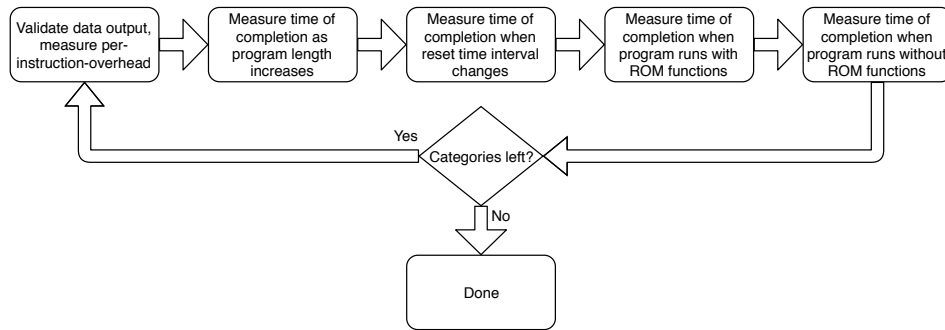 Validate data output,
measure per-
instruction-overhead
Measure time of
completion as
program length
increases
Measure time of
completion when
reset time interval
changes
Measure time of
completion when
program runs with
ROM functions
Measure time of
completion when
program runs without
ROM functions
Yes
Categories left?
No
Done